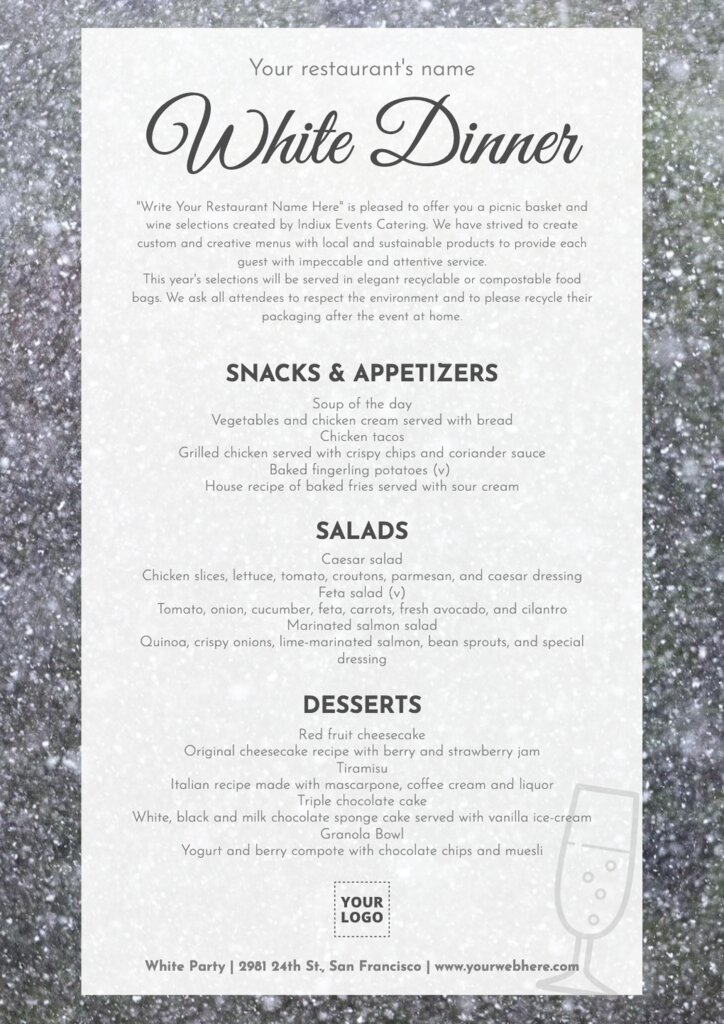 Your restaurant's name
White Dinner
"Write Your Restaurant Name Here" is pleased to offer you a picnic basket and
wine selections created by Indiux Events Catering. We have strived to create
custom and creative menus with local and sustainable products to provide each
guest with impeccable and attentive service.
This year's selections will be served in elegant recyclable or compostable food
bags. We ask all attendees to respect the environment and to please recycle their
packaging after the event at home.
SNACKS & APPETIZERS
Soup of the day
Vegetables and chicken cream served with bread
Chicken tacos
Grilled chicken served with crispy chips and coriander sauce
Baked fingerling potatoes (v)
House recipe of baked fries served with sour cream
SALADS
Caesar salad
Chicken slices, lettuce, tomato, croutons, parmesan, and caesar dressing
Feta salad (v)
Tomato, onion, cucumber, feta, carrots, fresh avocado, and cilantro
Marinated salmon salad
Quinoa, crispy onions, lime-marinated salmon, bean sprouts, and special
dressing
DESSERTS
Red fruit cheesecake
Original cheesecake recipe with berry and strawberry jam
Tiramisu
Italian recipe made with mascarpone, coffee cream and liquor
Triple chocolate cake
White, black and milk chocolate sponge cake served with vanilla ice-cream
Granola Bowl
Yogurt and berry compote with chocolate chips and muesli
YOUR
LOGO
White Party | 2981 24th St., San Francisco | www.yourwebhere.com